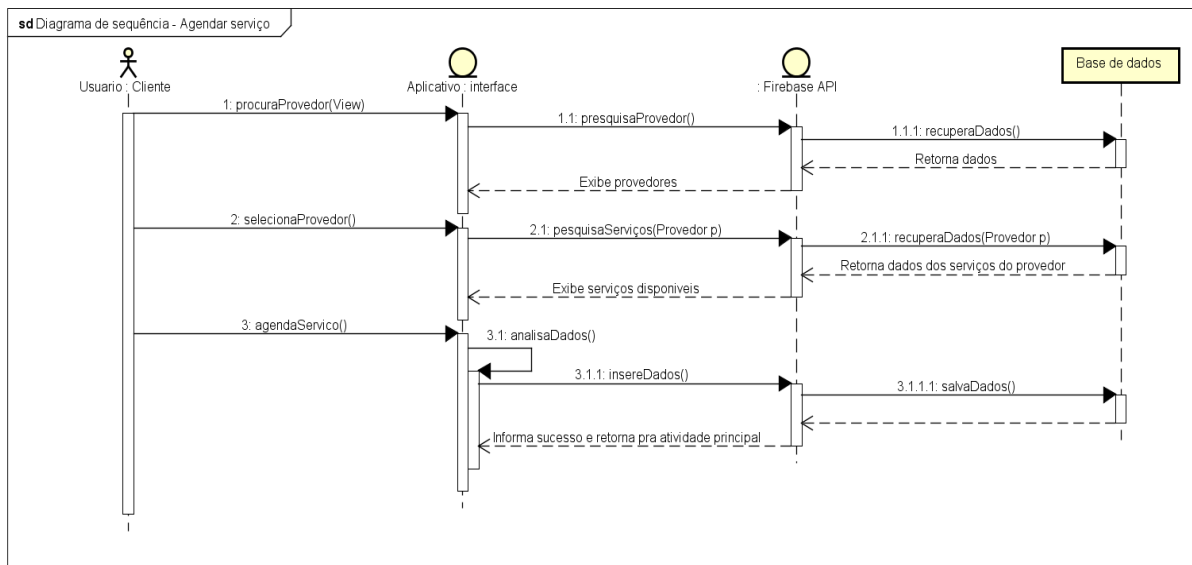 sd Diagrama de sequência - Agendar serviço
Usuario : Cliente
Aplicativo : interface
: Firebase API
Base de dados
1: procuraProvedor(View)
1.1: presquisaProvedor()
1.1.1: recuperaDados()
Retorna dados
Exibe provedores
2: selecionaProvedor()
2.1: pesquisaServiços(Provedor p)
2.1.1: recuperaDados(Provedor p)
Retorna dados dos serviços do provedor
Exibe serviços disponiveis
3: agendaServico()
3.1: analisaDados()
3.1.1: insereDados()
3.1.1.1: salvaDados()
Informa sucesso e retorna pra atividade principal